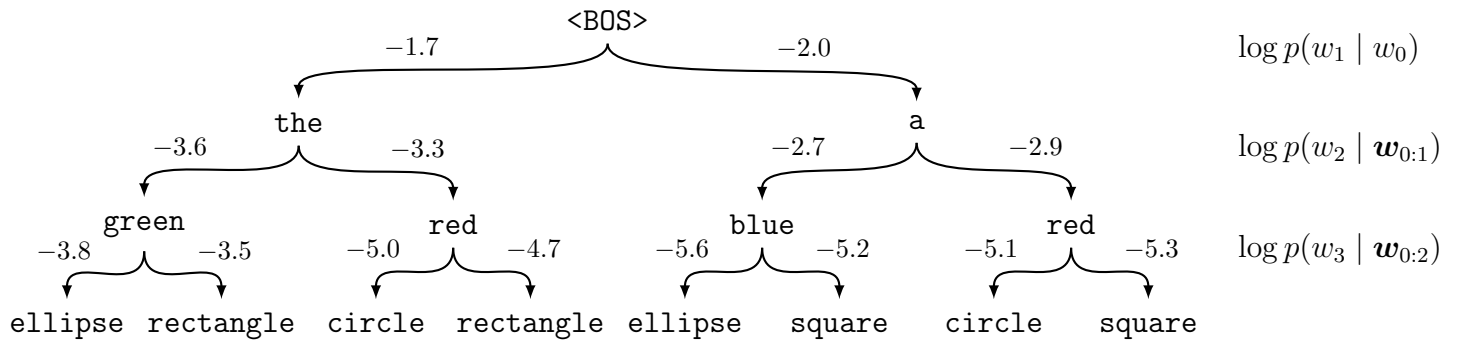 <BOS>
−1.7 −2.0 log p(w₁ | w₀)
the a
−3.6 −3.3 −2.7 −2.9 log p(w₂ | w₀:₁)
green red blue red
−3.8 −3.5 −5.0 −4.7 −5.6 −5.2 −5.1 −5.3 log p(w₃ | w₀:₂)
ellipse rectangle circle rectangle ellipse square circle square